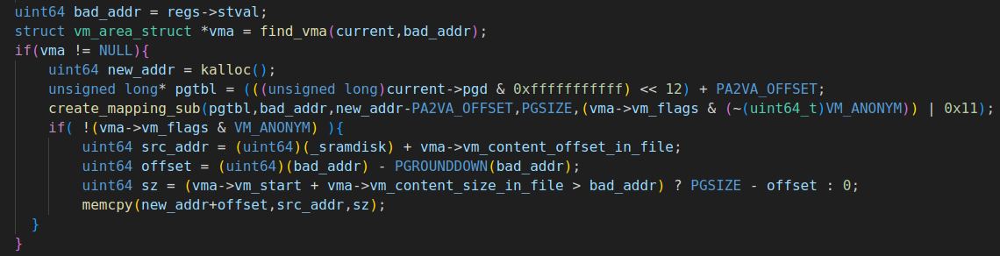 uint64 bad_addr = regs->stval;
struct vm_area_struct *vma = find_vma(current,bad_addr);
if(vma != NULL){
    uint64 new_addr = kalloc();
    unsigned long* pgtbl = (((unsigned long)current->pgd & 0xfffffffffff) << 12) + PA2VA_OFFSET;
    create_mapping_sub(pgtbl,bad_addr,new_addr-PA2VA_OFFSET,PGSIZE,(vma->vm_flags & (~(uint64_t)VM_ANONYM)) | 0x11);
    if( !(vma->vm_flags & VM_ANONYM) ){
        uint64 src_addr = (uint64)(_sramdisk) + vma->vm_content_offset_in_file;
        uint64 offset = (uint64)(bad_addr) - PGROUNDDOWN(bad_addr);
        uint64 sz = (vma->vm_start + vma->vm_content_size_in_file > bad_addr) ? PGSIZE - offset : 0;
        memcpy(new_addr+offset,src_addr,sz);
  }
}